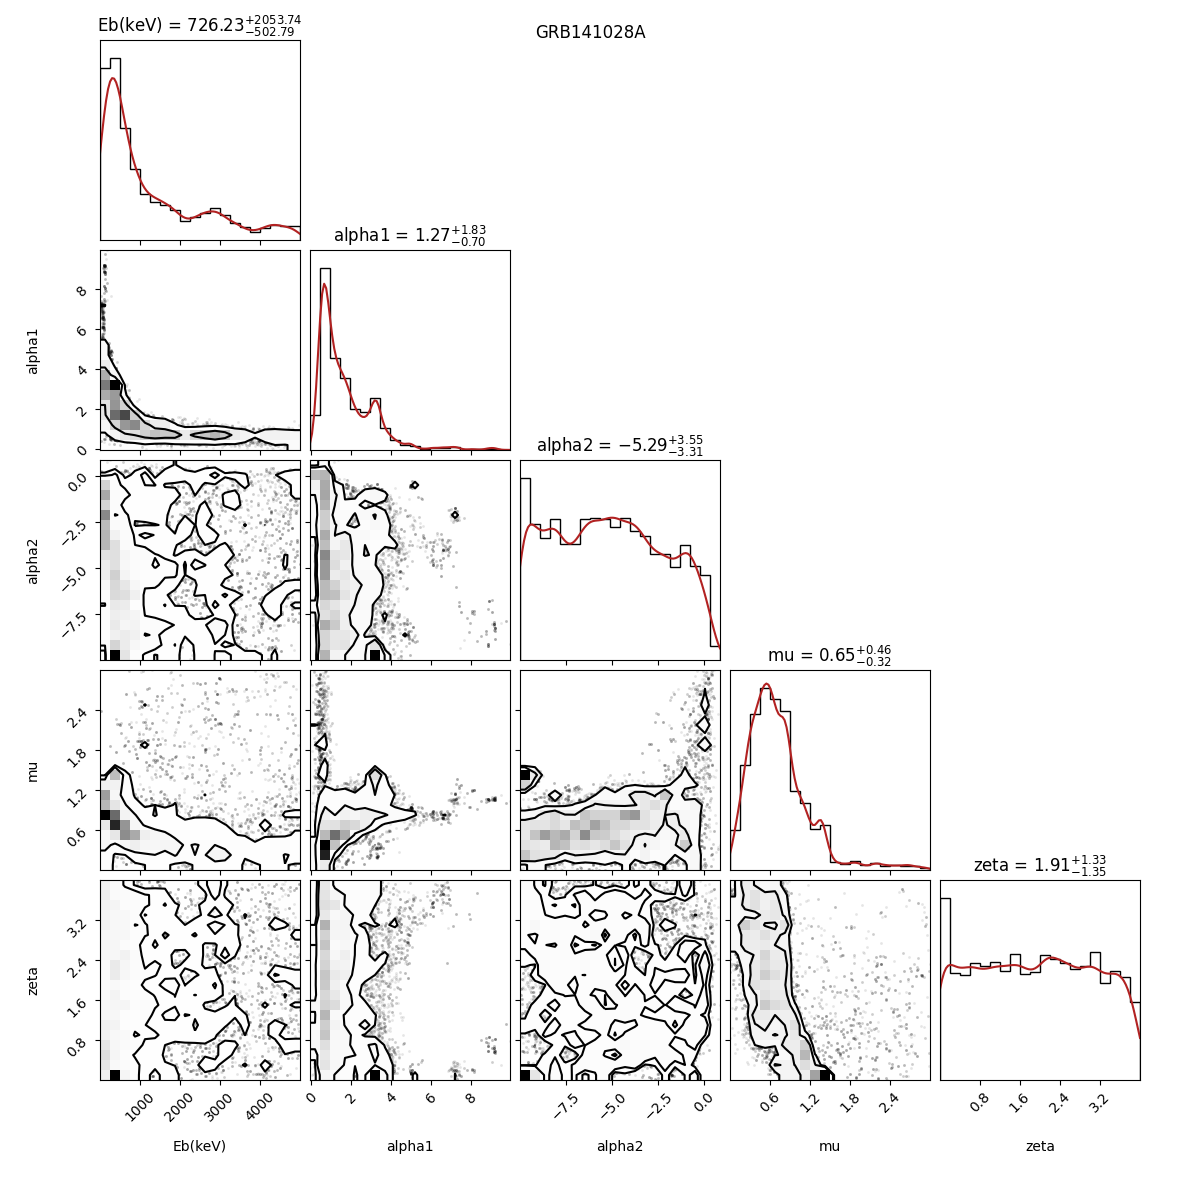 GRB141028A
Eb(keV) = 726.23+2053.74−502.79
alpha1 = 1.27+1.83−0.70
alpha1
8
6
4
2
0
alpha2 = −5.29+3.55−3.31
alpha2
0.0
−2.5
−5.0
−7.5
mu = 0.65+0.46−0.32
mu
2.4
1.8
1.2
0.6
zeta = 1.91+1.33−1.35
zeta
3.2
2.4
1.6
0.8
1000 2000 3000 4000 0 2 4 6 8 −7.5 −5.0 −2.5 0.0 0.6 1.2 1.8 2.4 0.8 1.6 2.4 3.2
Eb(keV) alpha1 alpha2 mu zeta